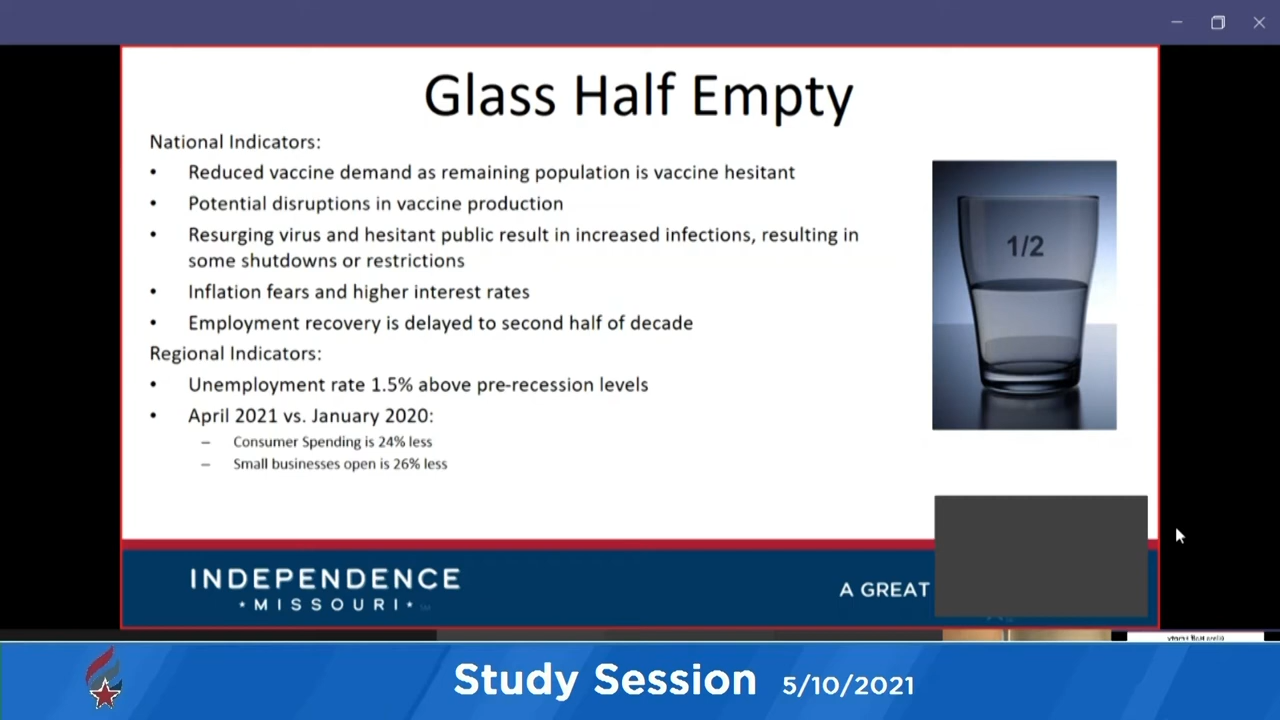 Glass Half Empty
National Indicators:
• Reduced vaccine demand as remaining population is vaccine hesitant
• Potential disruptions in vaccine production
• Resurging virus and hesitant public result in increased infections, resulting in
some shutdowns or restrictions
• Inflation fears and higher interest rates
• Employment recovery is delayed to second half of decade
Regional Indicators:
• Unemployment rate 1.5% above pre-recession levels
• April 2021 vs. January 2020:
– Consumer Spending is 24% less
– Small businesses open is 26% less
1/2
INDEPENDENCE
★ MISSOURI ★
A GREAT
Study Session 5/10/2021